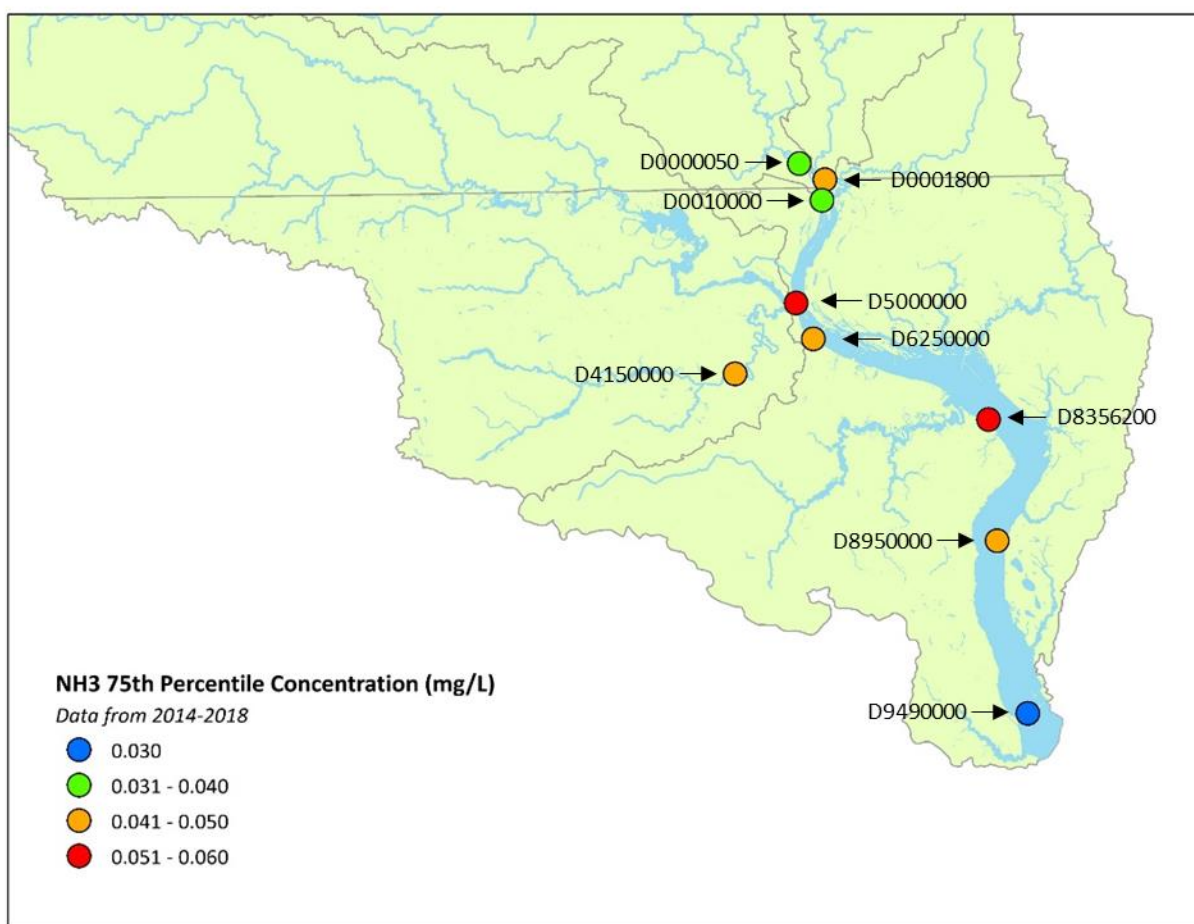 D0000050
D0001800
D0010000
D5000000
D6250000
D4150000
D8356200
D8950000
D9490000
NH3 75th Percentile Concentration (mg/L)
Data from 2014-2018
0.030
0.031 - 0.040
0.041 - 0.050
0.051 - 0.060